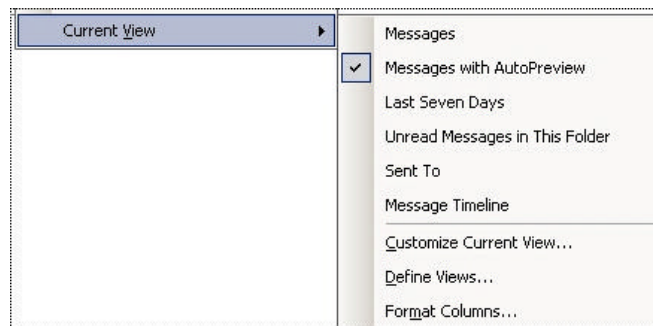 Current View
Messages
Messages with AutoPreview
Last Seven Days
Unread Messages in This Folder
Sent To
Message Timeline
Customize Current View...
Define Views...
Format Columns...